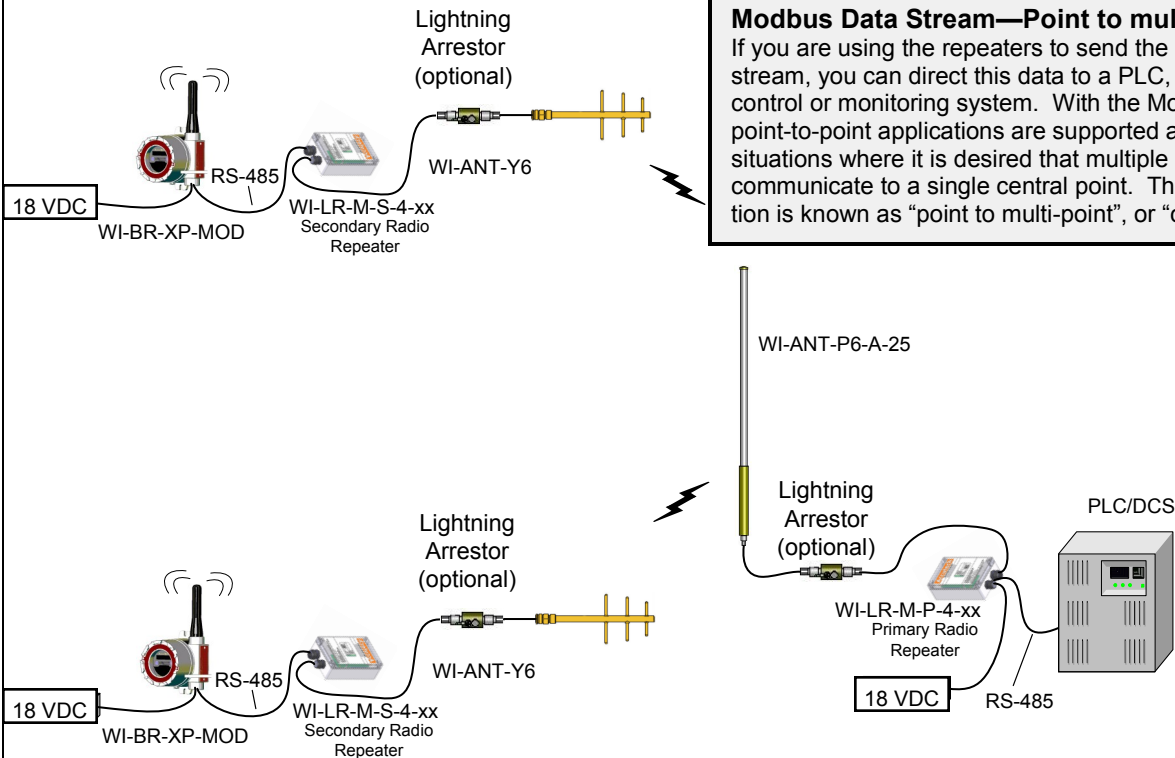 Lightning
Arrestor
(optional)
RS-485
WI-ANT-Y6
18 VDC
WI-BR-XP-MOD
WI-LR-M-S-4-xx
Secondary Radio
Repeater
Modbus Data Stream—Point to mul
If you are using the repeaters to send the
stream, you can direct this data to a PLC,
control or monitoring system. With the Mo
point-to-point applications are supported a
situations where it is desired that multiple
communicate to a single central point. Th
tion is known as “point to multi-point”, or “c
WI-ANT-P6-A-25
Lightning
Arrestor
(optional)
PLC/DCS
WI-LR-M-P-4-xx
Primary Radio
Repeater
18 VDC
RS-485
Lightning
Arrestor
(optional)
RS-485
WI-ANT-Y6
18 VDC
WI-BR-XP-MOD
WI-LR-M-S-4-xx
Secondary Radio
Repeater